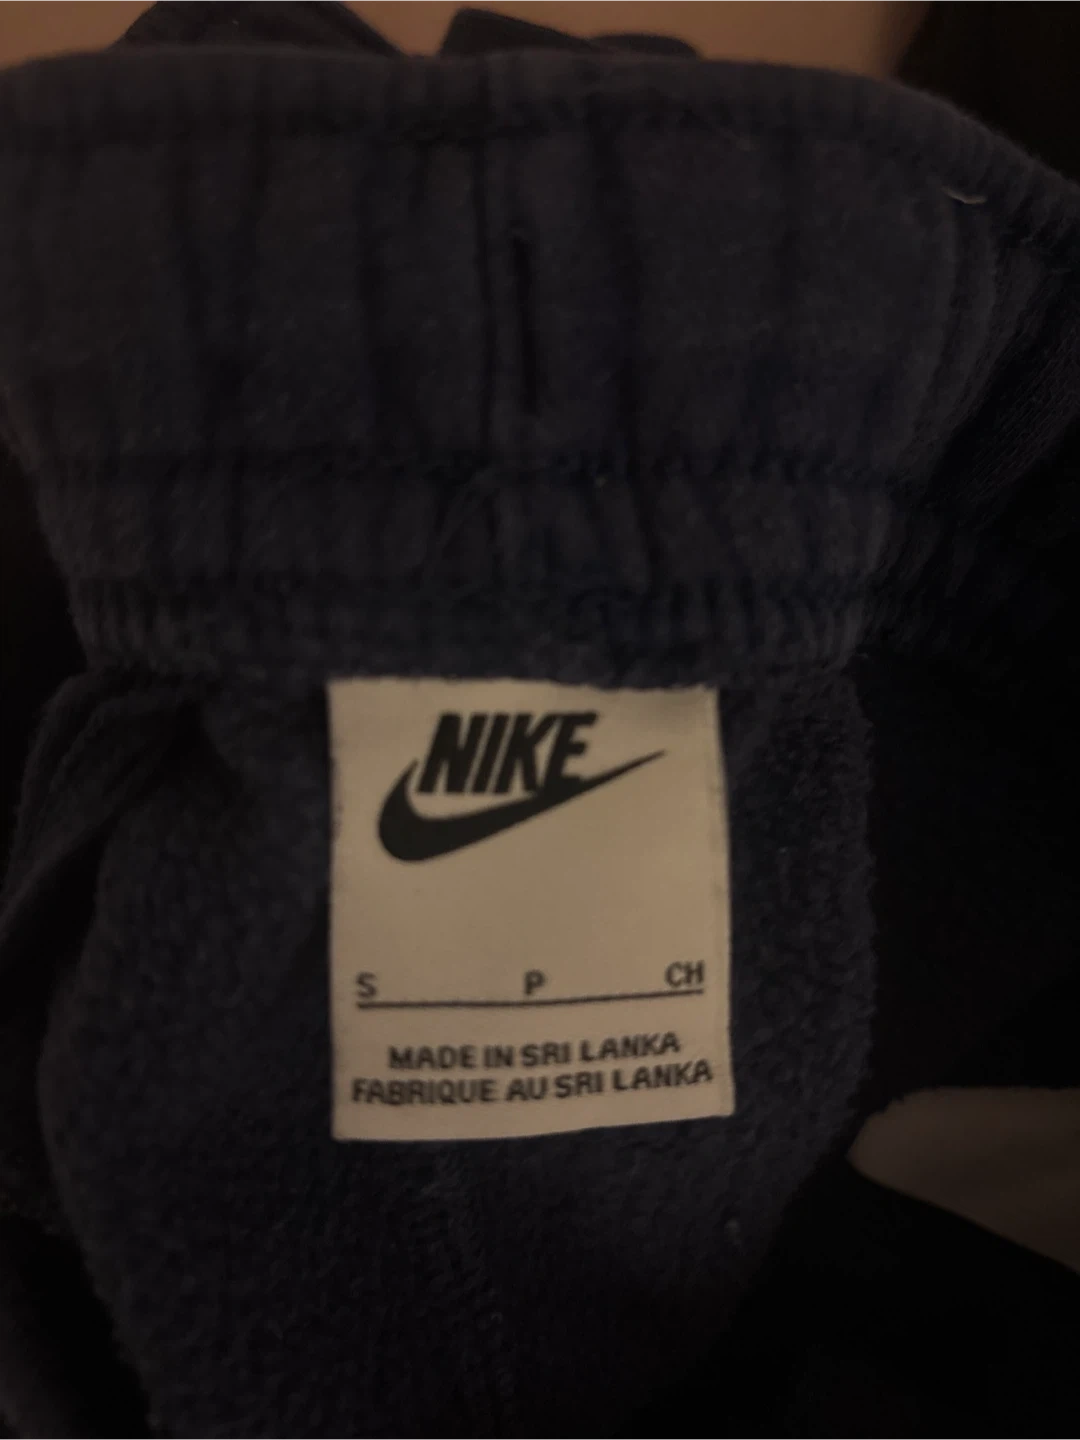 NIKE
S P CH
MADE IN SRI LANKA
FABRIQUE AU SRI LANKA